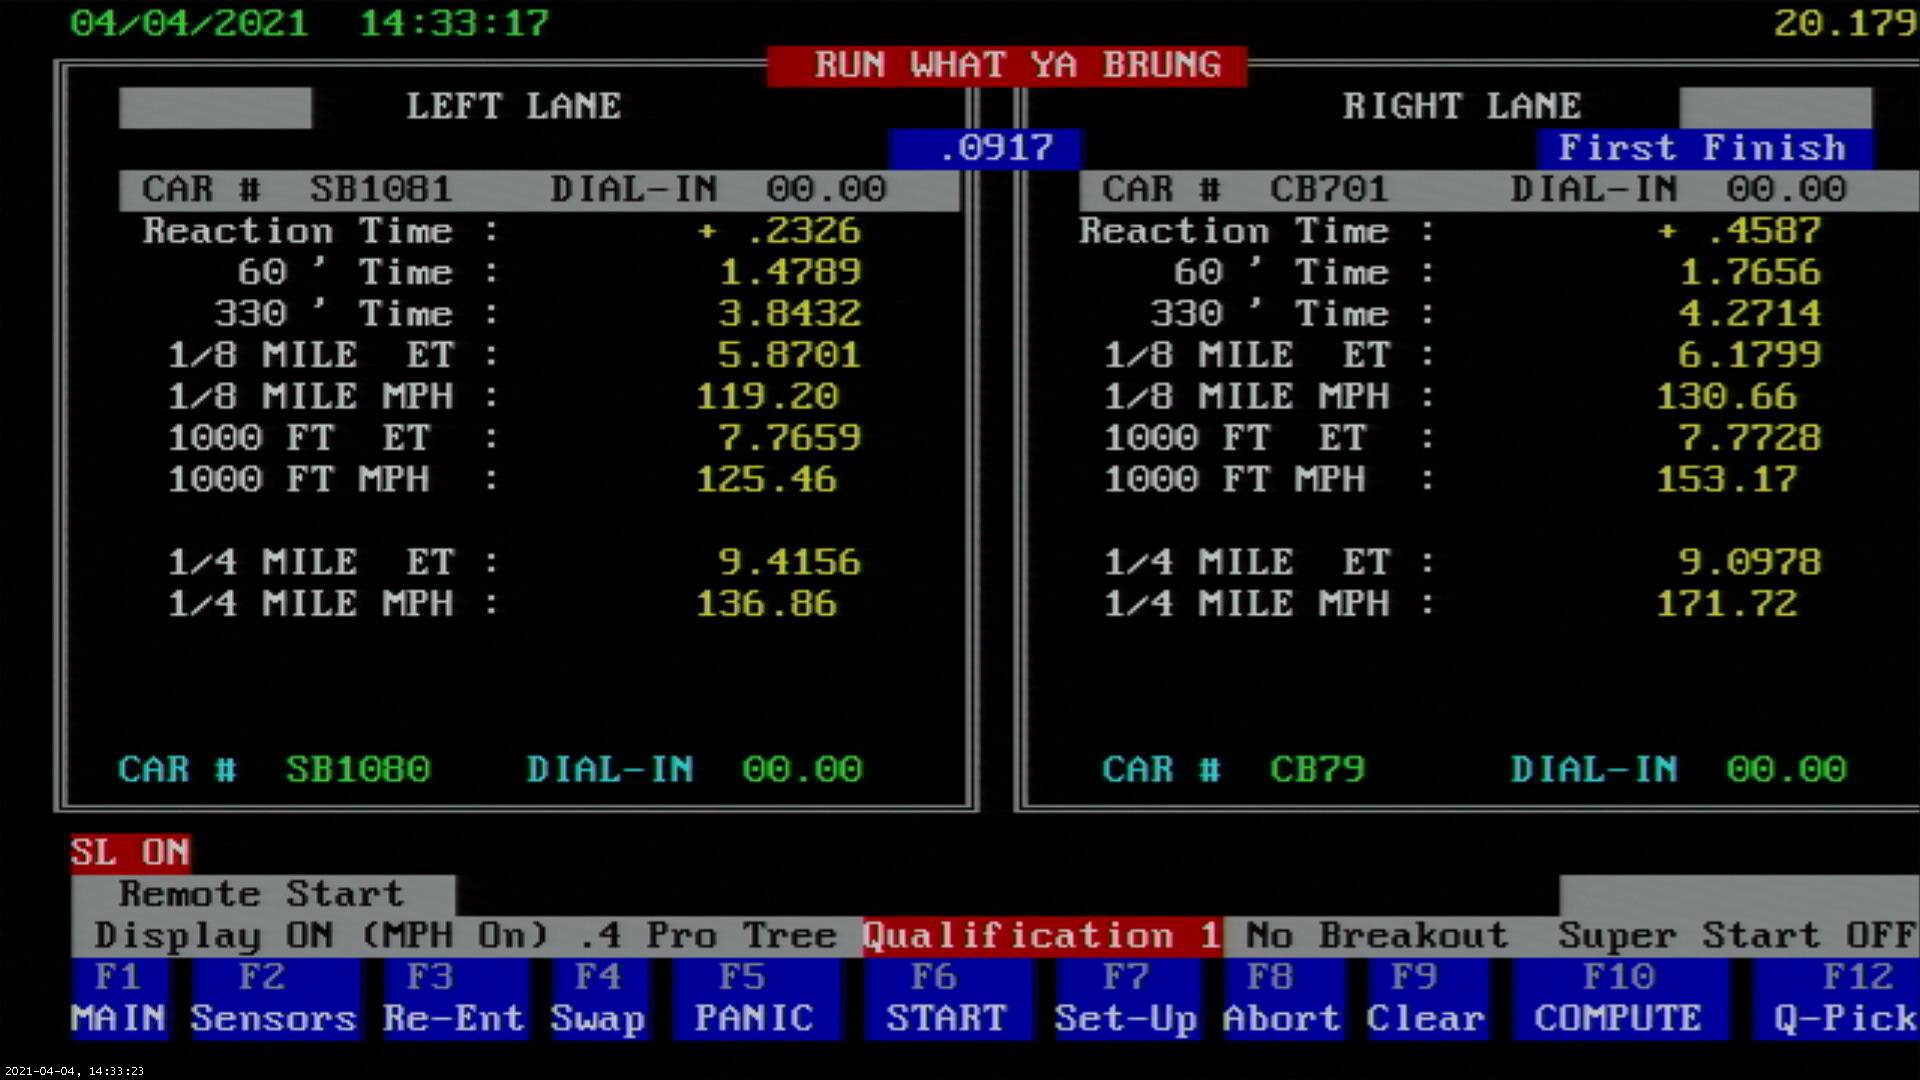 04/04/2021 14:33:17 20.179
RUN WHAT YA BRUNG
LEFT LANE RIGHT LANE
.0917 First Finish
CAR # SB1081 DIAL-IN 00.00 CAR # CB701 DIAL-IN 00.00
Reaction Time : + .2326 Reaction Time : + .4587
60 ' Time : 1.4789 60 ' Time : 1.7656
330 ' Time : 3.8432 330 ' Time : 4.2714
1/8 MILE ET : 5.8701 1/8 MILE ET : 6.1799
1/8 MILE MPH : 119.20 1/8 MILE MPH : 130.66
1000 FT ET : 7.7659 1000 FT ET : 7.7728
1000 FT MPH : 125.46 1000 FT MPH : 153.17
1/4 MILE ET : 9.4156 1/4 MILE ET : 9.0978
1/4 MILE MPH : 136.86 1/4 MILE MPH : 171.72
CAR # SB1080 DIAL-IN 00.00 CAR # CB79 DIAL-IN 00.00
SL ON
Remote Start
Display ON (MPH On) .4 Pro Tree Qualification 1 No Breakout Super Start OFF
F1 F2 F3 F4 F5 F6 F7 F8 F9 F10 F12
MAIN Sensors Re-Ent Swap PANIC START Set-Up Abort Clear COMPUTE Q-Pick
2021-04-04, 14:33:23